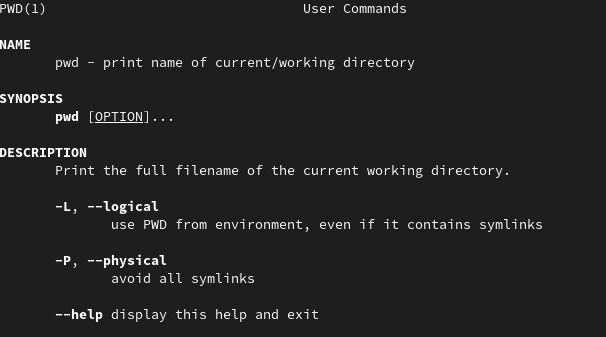 PWD(1) User Commands
NAME
pwd - print name of current/working directory
SYNOPSIS
pwd [OPTION]...
DESCRIPTION
Print the full filename of the current working directory.
-L, --logical
use PWD from environment, even if it contains symlinks
-P, --physical
avoid all symlinks
--help display this help and exit